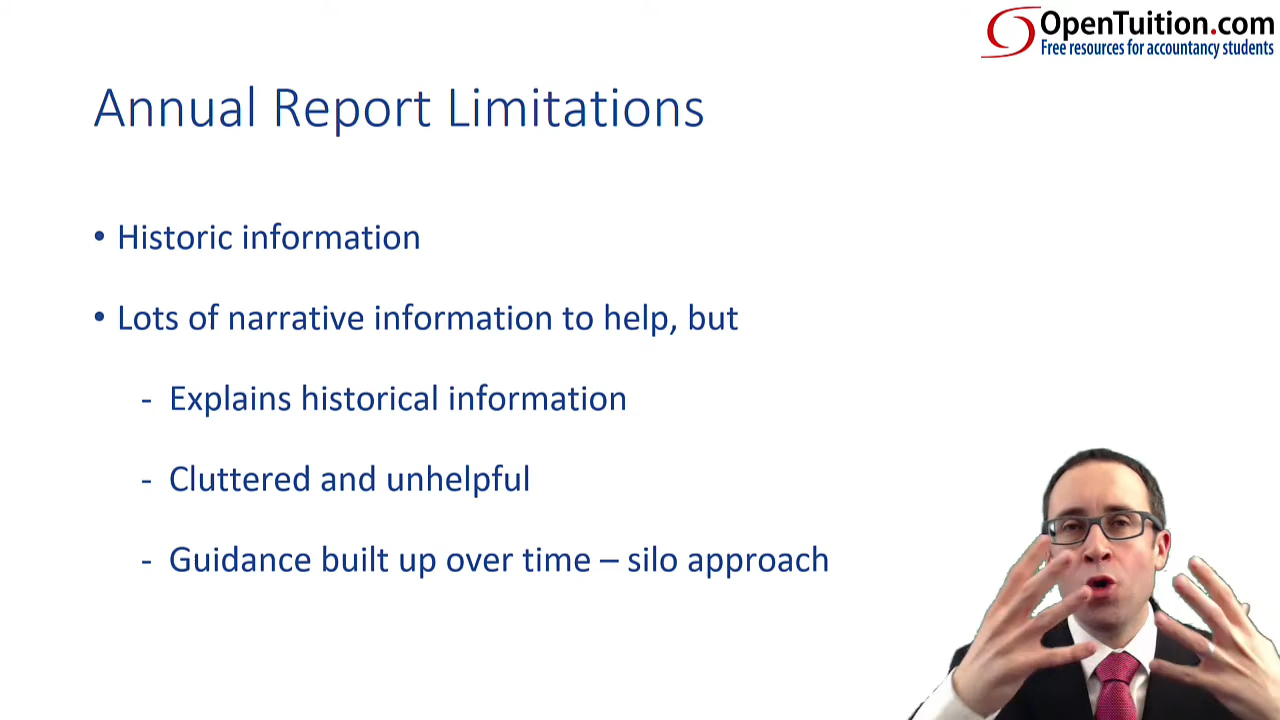 OpenTuition.com
Free resources for accountancy students
Annual Report Limitations
• Historic information
• Lots of narrative information to help, but
- Explains historical information
- Cluttered and unhelpful
- Guidance built up over time – silo approach